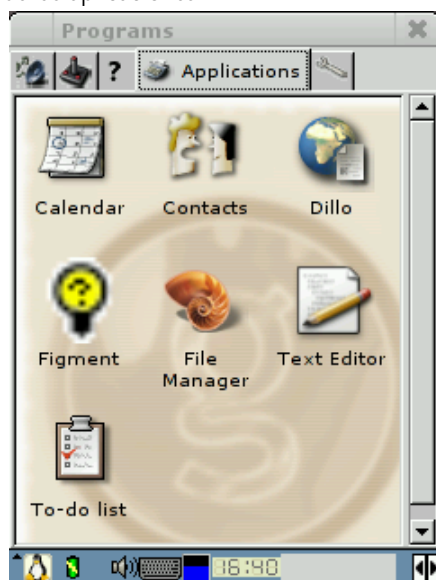 Programs
? Applications
Calendar Contacts Dillo
Figment File Manager Text Editor
To-do list
16:40